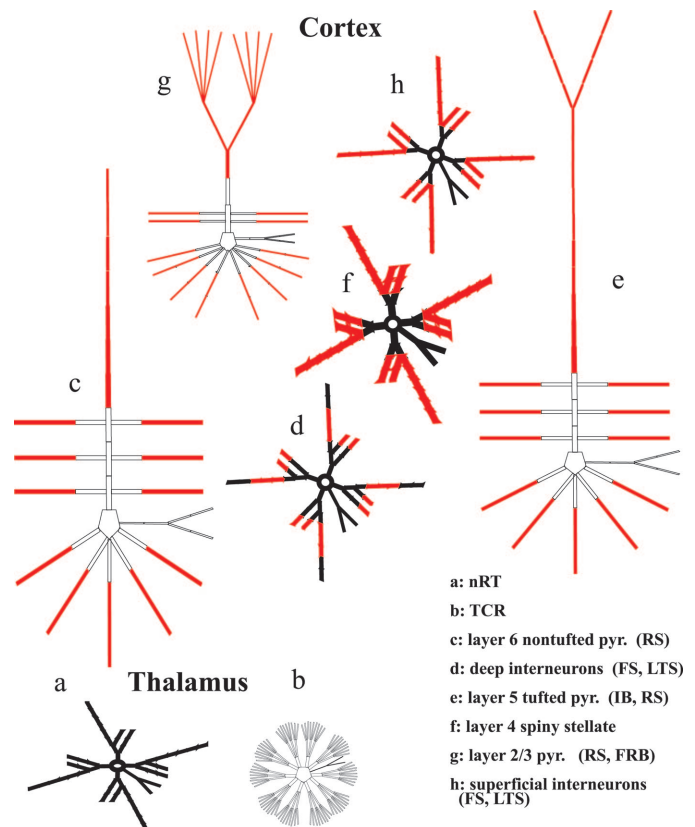 Cortex
g
h
e
f
c
d
a: nRT
b: TCR
c: layer 6 nontufted pyr. (RS)
d: deep interneurons (FS, LTS)
e: layer 5 tufted pyr. (IB, RS)
f: layer 4 spiny stellate
g: layer 2/3 pyr. (RS, FRB)
h: superficial interneurons
(FS, LTS)
a
Thalamus
b